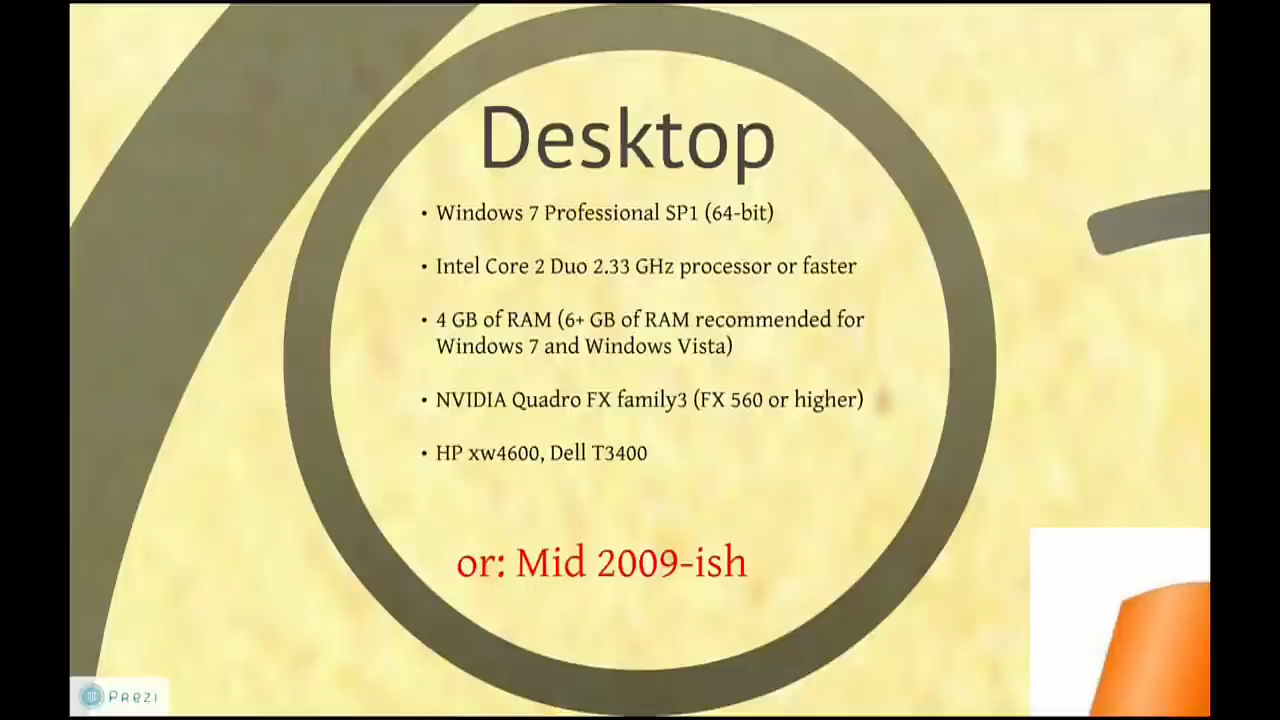 Desktop
• Windows 7 Professional SP1 (64-bit)
• Intel Core 2 Duo 2.33 GHz processor or faster
• 4 GB of RAM (6+ GB of RAM recommended for
Windows 7 and Windows Vista)
• NVIDIA Quadro FX family3 (FX 560 or higher)
• HP xw4600, Dell T3400
or: Mid 2009-ish
Prezi